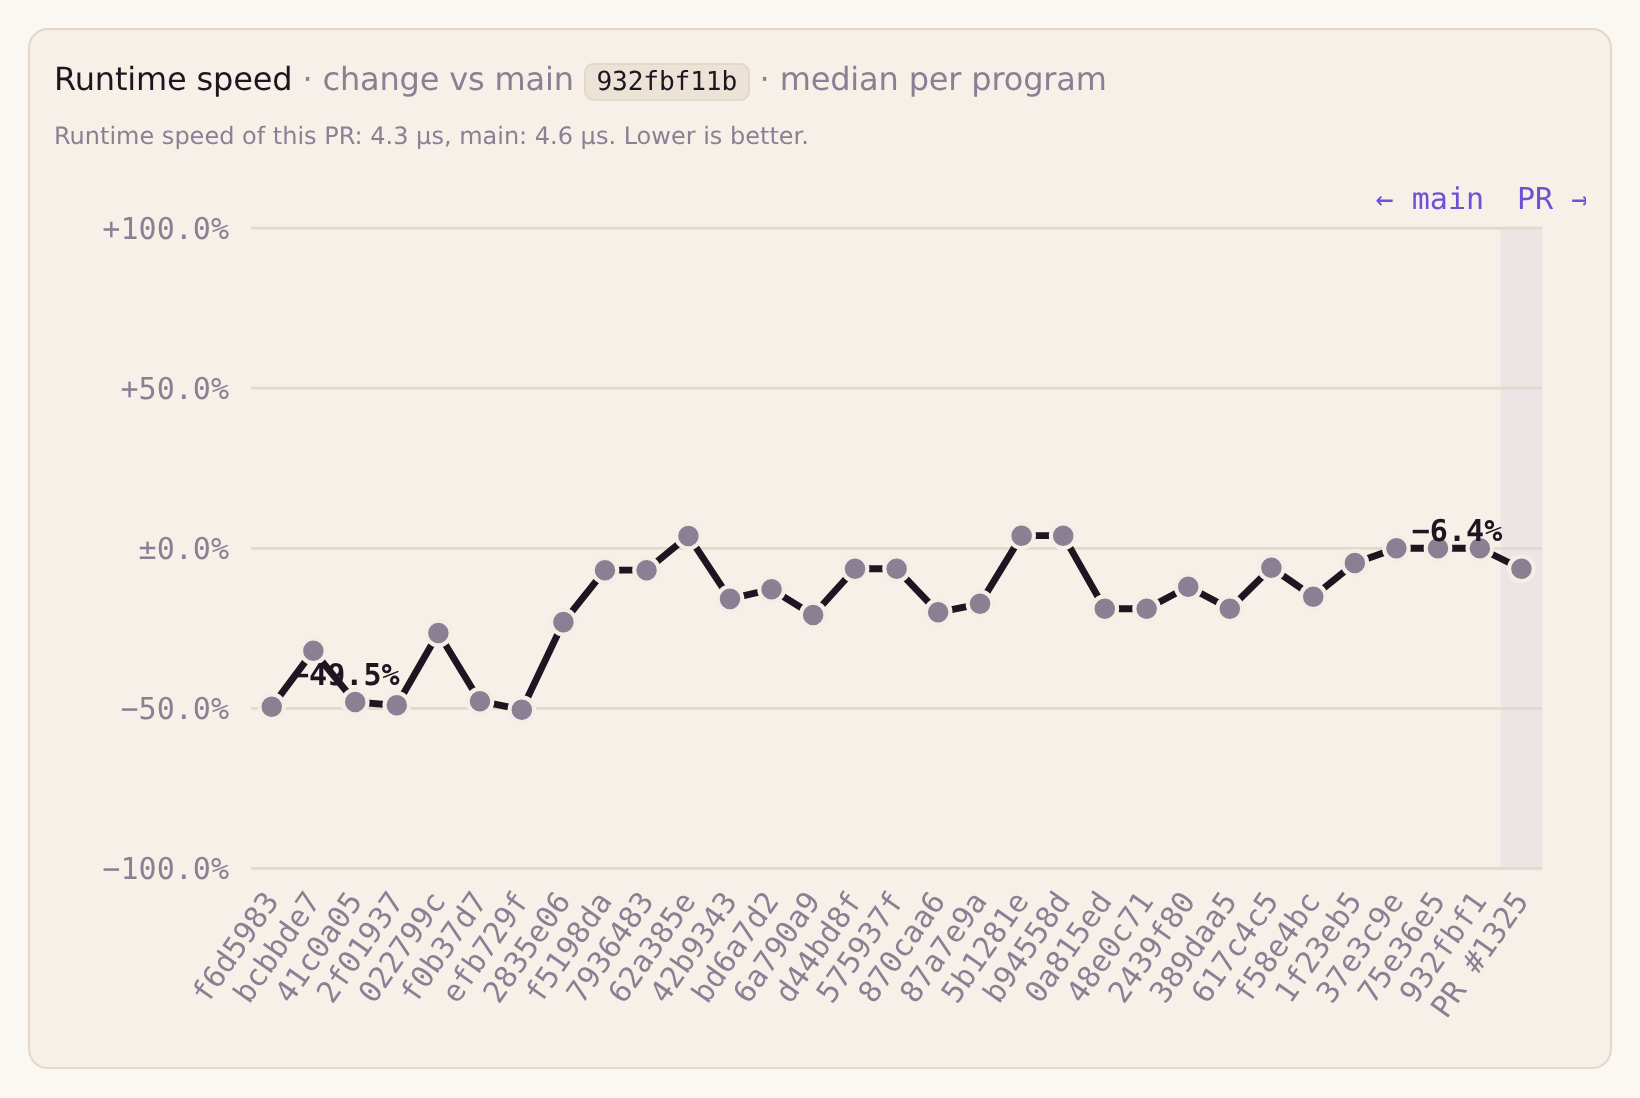 Runtime speed · change vs main 932fbf11b · median per program
Runtime speed of this PR: 4.3 µs, main: 4.6 µs. Lower is better.
← main PR →
+100.0%
+50.0%
±0.0%
−50.0%
−100.0%
−49.5%
−6.4%
f6d5983
bcbbde7
41c0a05
2f01937
022799c
f0b37d7
efb729f
2835e06
f5198da
7936483
62a385e
42b9343
bd6a7d2
6a790a9
d44bd8f
575937f
870caa6
87a7e9a
5b1281e
b94558d
0a815ed
48e0c71
2439f80
389daa5
617c4c5
f58e4bc
1f23eb5
37e3c9e
75e36e5
932fbf1
PR #1325